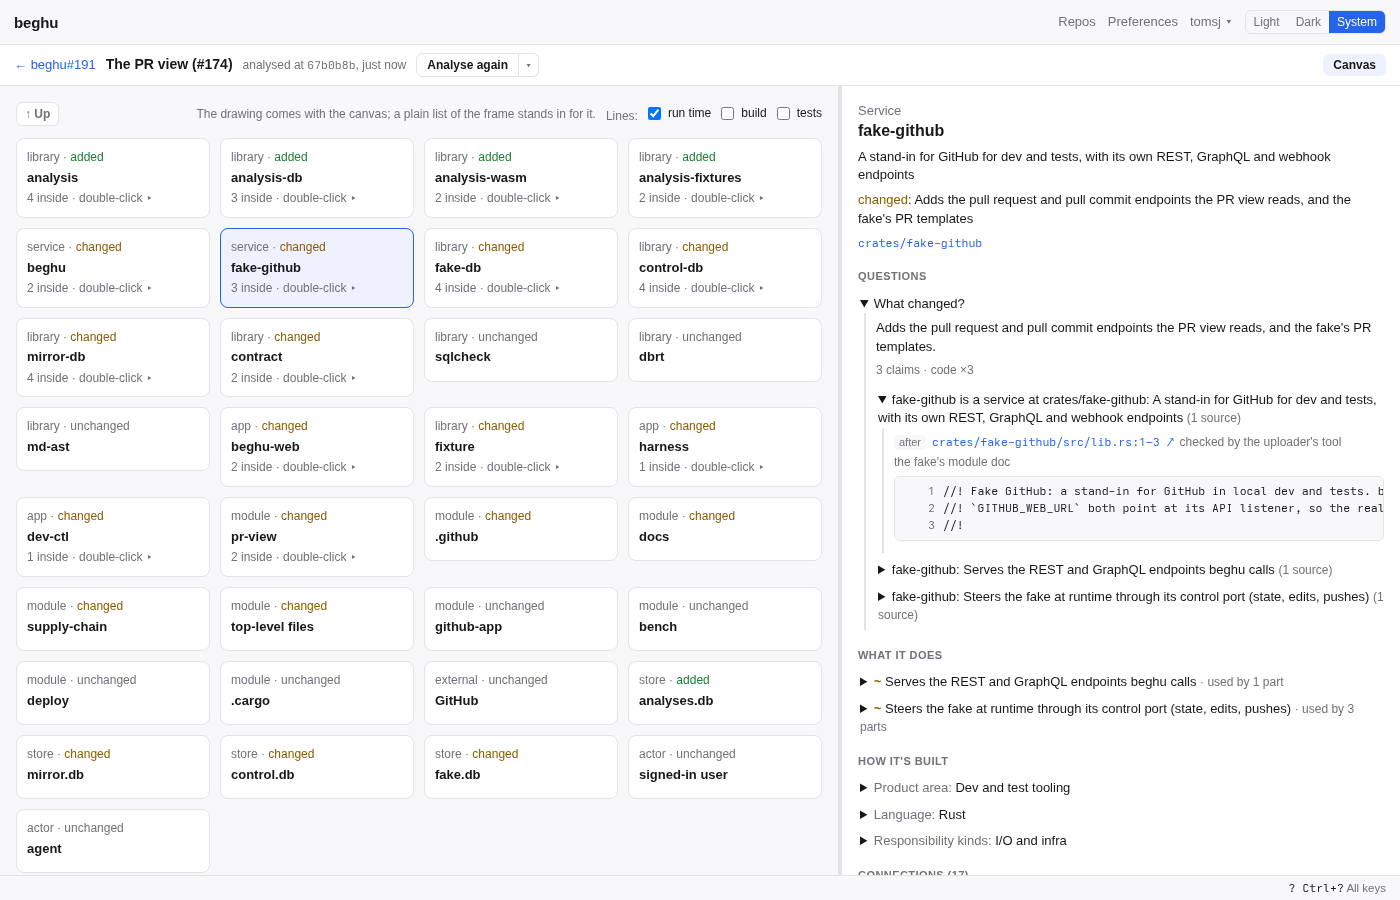 beghu
Repos Preferences tomsj ▾ Light Dark System
← beghu#191 The PR view (#174) analysed at 67b0b8b, just now Analyse again ▾ Canvas
↑ Up The drawing comes with the canvas; a plain list of the frame stands in for it. Lines: run time build tests
library · added
analysis
4 inside · double-click ▸
library · added
analysis-db
3 inside · double-click ▸
library · added
analysis-wasm
2 inside · double-click ▸
library · added
analysis-fixtures
2 inside · double-click ▸
service · changed
beghu
2 inside · double-click ▸
service · changed
fake-github
3 inside · double-click ▸
library · changed
fake-db
4 inside · double-click ▸
library · changed
control-db
4 inside · double-click ▸
library · changed
mirror-db
4 inside · double-click ▸
library · changed
contract
2 inside · double-click ▸
library · unchanged
sqlcheck
library · unchanged
dbrt
library · unchanged
md-ast
app · changed
beghu-web
2 inside · double-click ▸
library · changed
fixture
2 inside · double-click ▸
app · changed
harness
1 inside · double-click ▸
app · changed
dev-ctl
1 inside · double-click ▸
module · changed
pr-view
2 inside · double-click ▸
module · changed
.github
module · changed
docs
module · changed
supply-chain
module · changed
top-level files
module · unchanged
github-app
module · unchanged
bench
module · unchanged
deploy
module · unchanged
.cargo
external · unchanged
GitHub
store · added
analyses.db
store · changed
mirror.db
store · changed
control.db
store · changed
fake.db
actor · unchanged
signed-in user
actor · unchanged
agent
Service
fake-github
A stand-in for GitHub for dev and tests, with its own REST, GraphQL and webhook
endpoints
changed: Adds the pull request and pull commit endpoints the PR view reads, and the
fake's PR templates
crates/fake-github
QUESTIONS
▼ What changed?
Adds the pull request and pull commit endpoints the PR view reads, and the fake's PR
templates.
3 claims · code ×3
▼ fake-github is a service at crates/fake-github: A stand-in for GitHub for dev and tests,
with its own REST, GraphQL and webhook endpoints (1 source)
after crates/fake-github/src/lib.rs:1–3 ↗ checked by the uploader's tool
the fake's module doc
1 //! Fake GitHub: a stand-in for GitHub in local dev and tests. b
2 //! `GITHUB_WEB_URL` both point at its API listener, so the real
3 //!
▶ fake-github: Serves the REST and GraphQL endpoints beghu calls (1 source)
▶ fake-github: Steers the fake at runtime through its control port (state, edits, pushes) (1
source)
WHAT IT DOES
▶ ~ Serves the REST and GraphQL endpoints beghu calls · used by 1 part
▶ ~ Steers the fake at runtime through its control port (state, edits, pushes) · used by 3
parts
HOW IT'S BUILT
▶ Product area: Dev and test tooling
▶ Language: Rust
▶ Responsibility kinds: I/O and infra
CONNECTIONS (17)
? Ctrl+? All keys